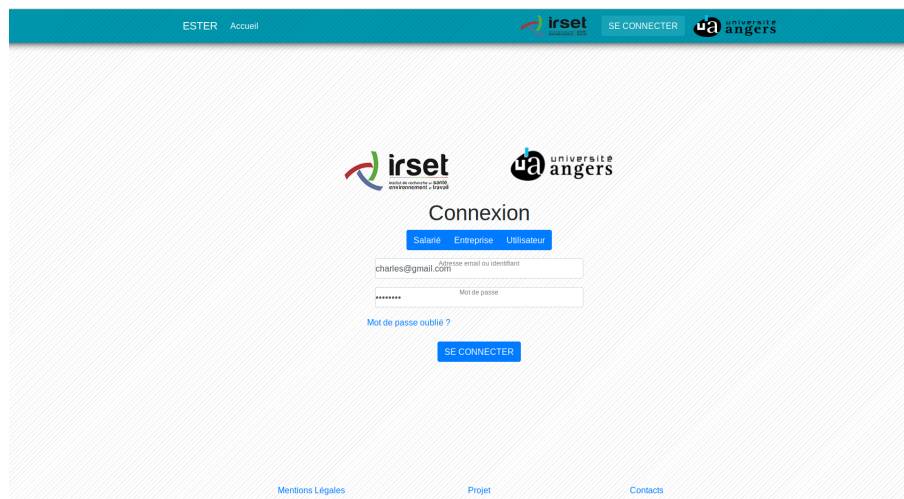 ESTER Accueil irset SE CONNECTER université angers
irset
institut de recherche en santé,
environnement et travail
université
angers
Connexion
Salarié Entreprise Utilisateur
Adresse email ou identifiant
charles@gmail.com
Mot de passe
••••••••
Mot de passe oublié ?
SE CONNECTER
Mentions Légales Projet Contacts